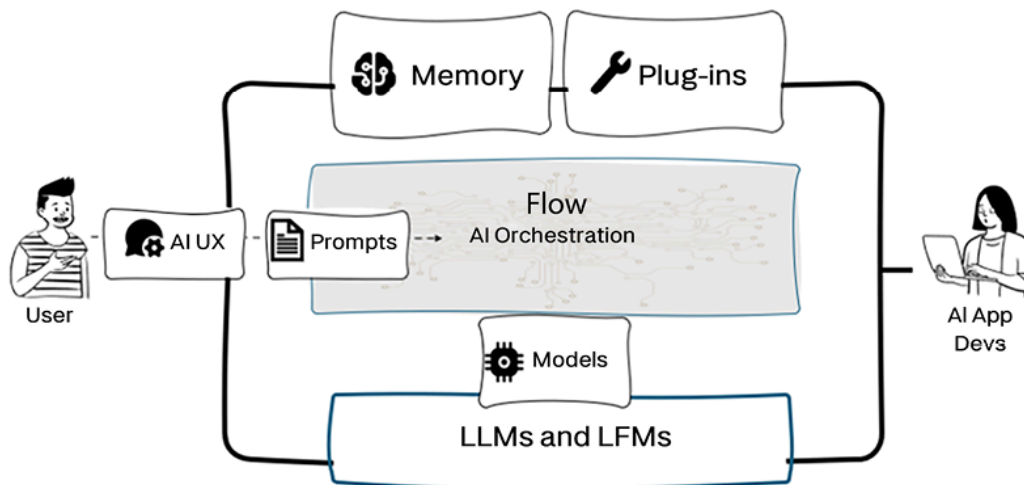 Memory
Plug-ins
Flow
AI Orchestration
AI UX
Prompts
User
AI App
Devs
Models
LLMs and LFMs